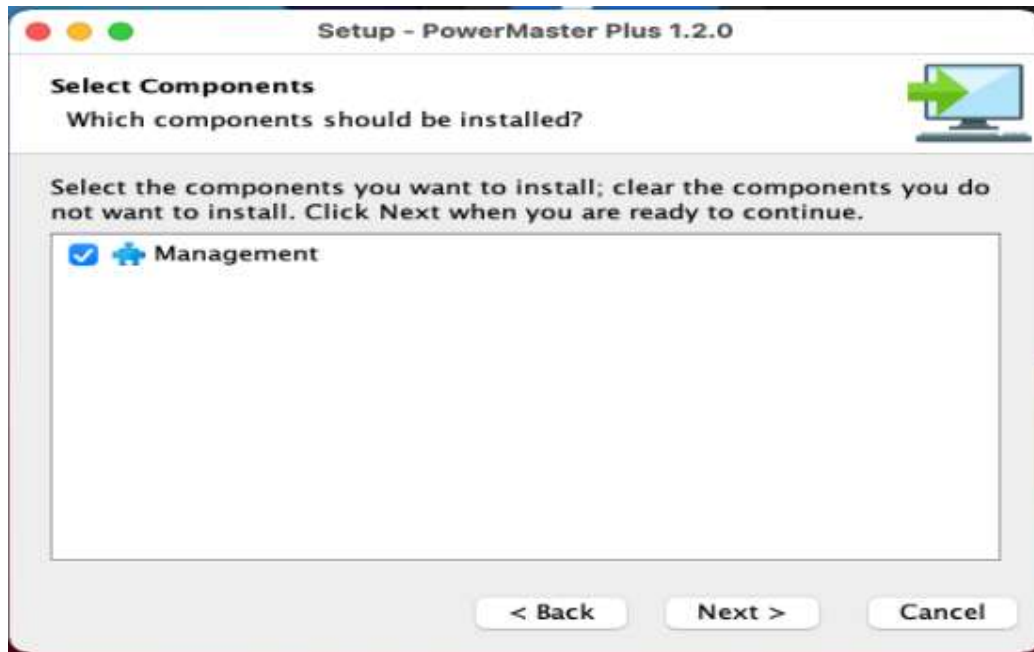 Setup - PowerMaster Plus 1.2.0
Select Components
Which components should be installed?
Select the components you want to install; clear the components you do
not want to install. Click Next when you are ready to continue.
Management
< Back
Next >
Cancel